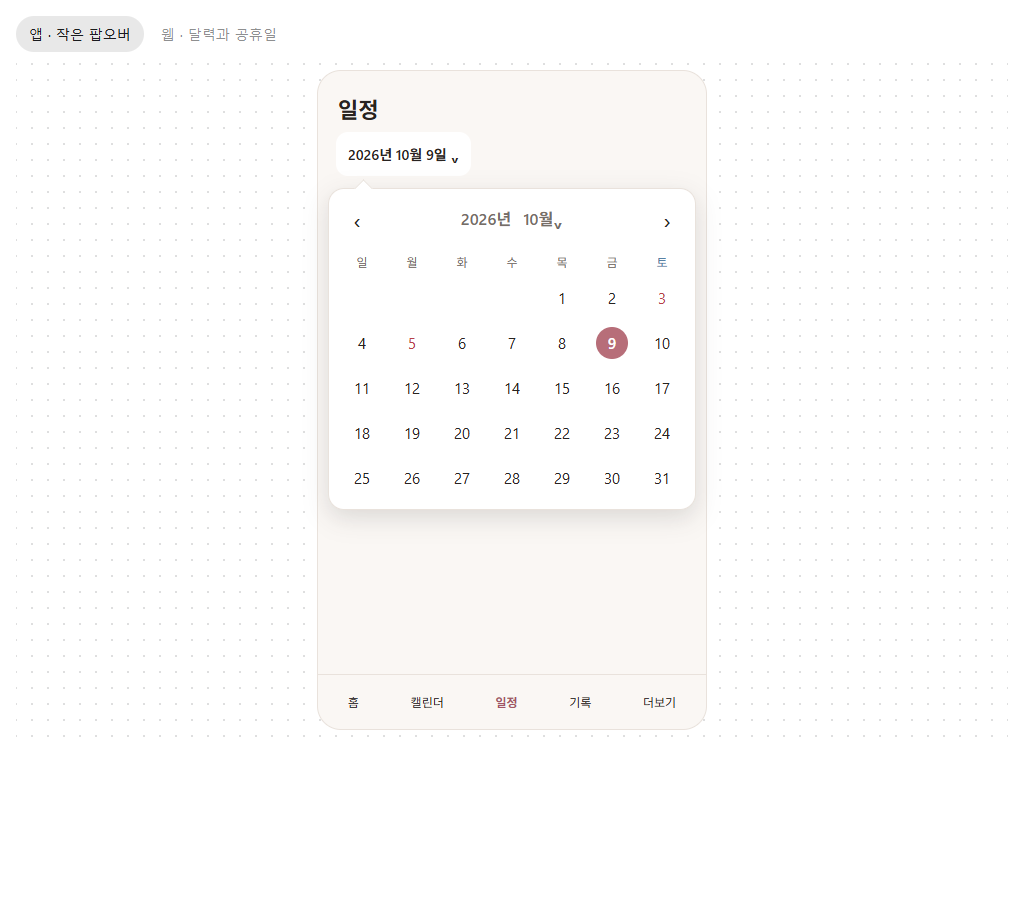 앱 · 작은 팝오버 웹 · 달력과 공휴일
일정
2026년 10월 9일 v
‹ 2026년 10월 v ›
일 월 화 수 목 금 토
1 2 3
4 5 6 7 8 9 10
11 12 13 14 15 16 17
18 19 20 21 22 23 24
25 26 27 28 29 30 31
홈 캘린더 일정 기록 더보기